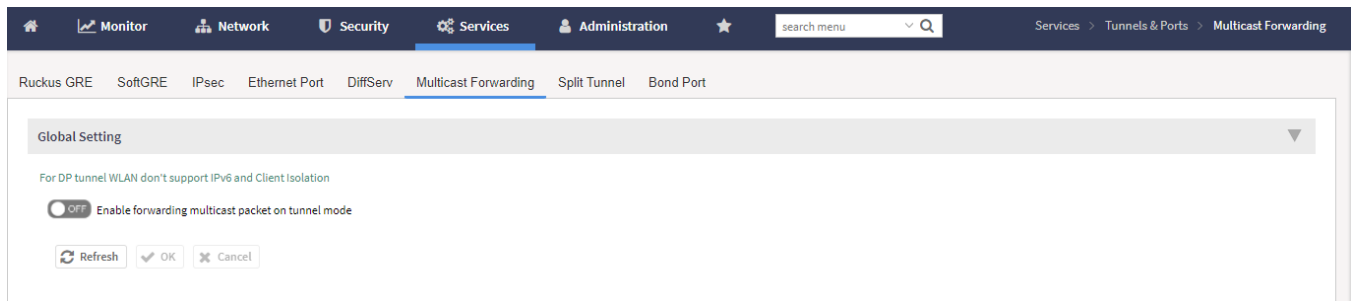 Monitor Network Security Services Administration search menu Services > Tunnels & Ports > Multicast Forwarding
Ruckus GRE SoftGRE IPsec Ethernet Port DiffServ Multicast Forwarding Split Tunnel Bond Port
Global Setting
For DP tunnel WLAN don't support IPv6 and Client Isolation
OFF Enable forwarding multicast packet on tunnel mode
Refresh OK Cancel